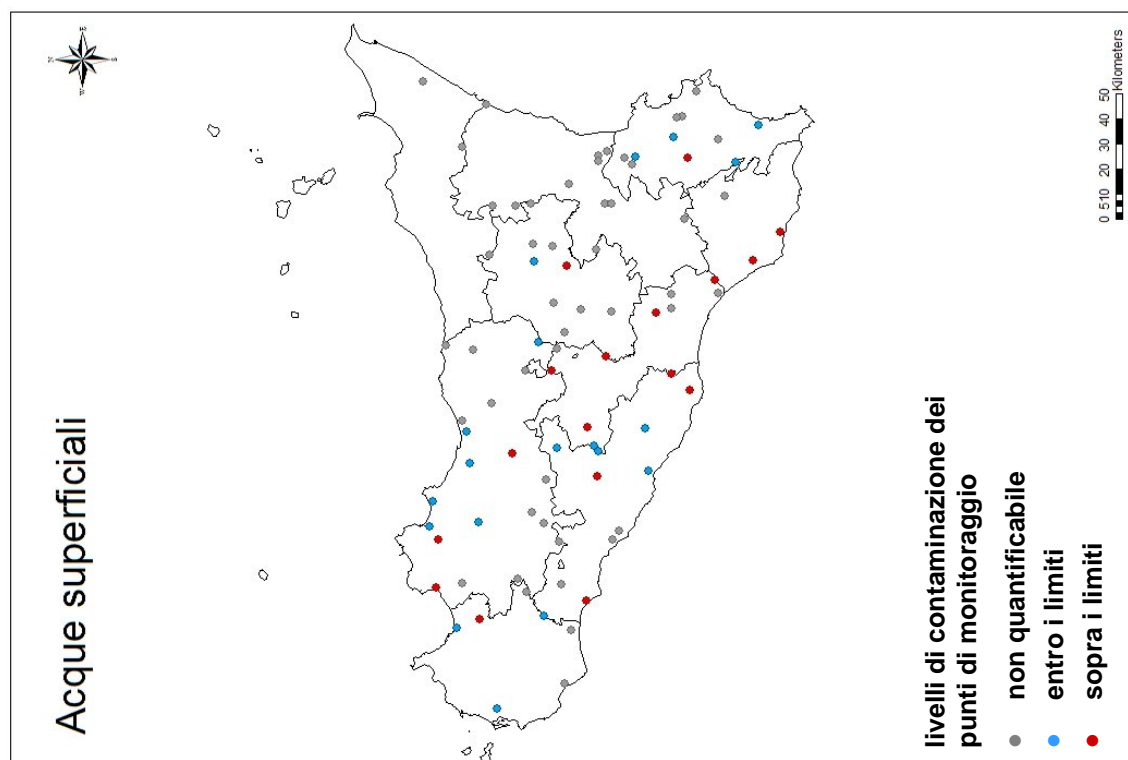 Acque superficiali
N
W
E
S
livelli di contaminazione dei
punti di monitoraggio
non quantificabile
entro i limiti
sopra i limiti
0 5 10 20 30 40 50
Kilometers